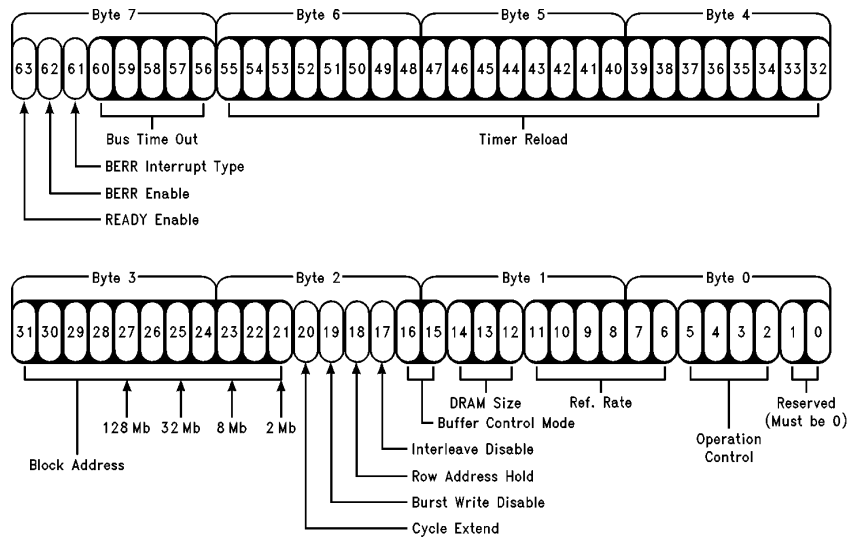 Byte 7 Byte 6 Byte 5 Byte 4
63 62 61 60 59 58 57 56 55 54 53 52 51 50 49 48 47 46 45 44 43 42 41 40 39 38 37 36 35 34 33 32
Bus Time Out Timer Reload
BERR Interrupt Type
BERR Enable
READY Enable
Byte 3 Byte 2 Byte 1 Byte 0
31 30 29 28 27 26 25 24 23 22 21 20 19 18 17 16 15 14 13 12 11 10 9 8 7 6 5 4 3 2 1 0
DRAM Size Ref. Rate Reserved
128 Mb 32 Mb 8 Mb 2 Mb Buffer Control Mode (Must be 0)
Interleave Disable Operation
Control
Block Address
Row Address Hold
Burst Write Disable
Cycle Extend